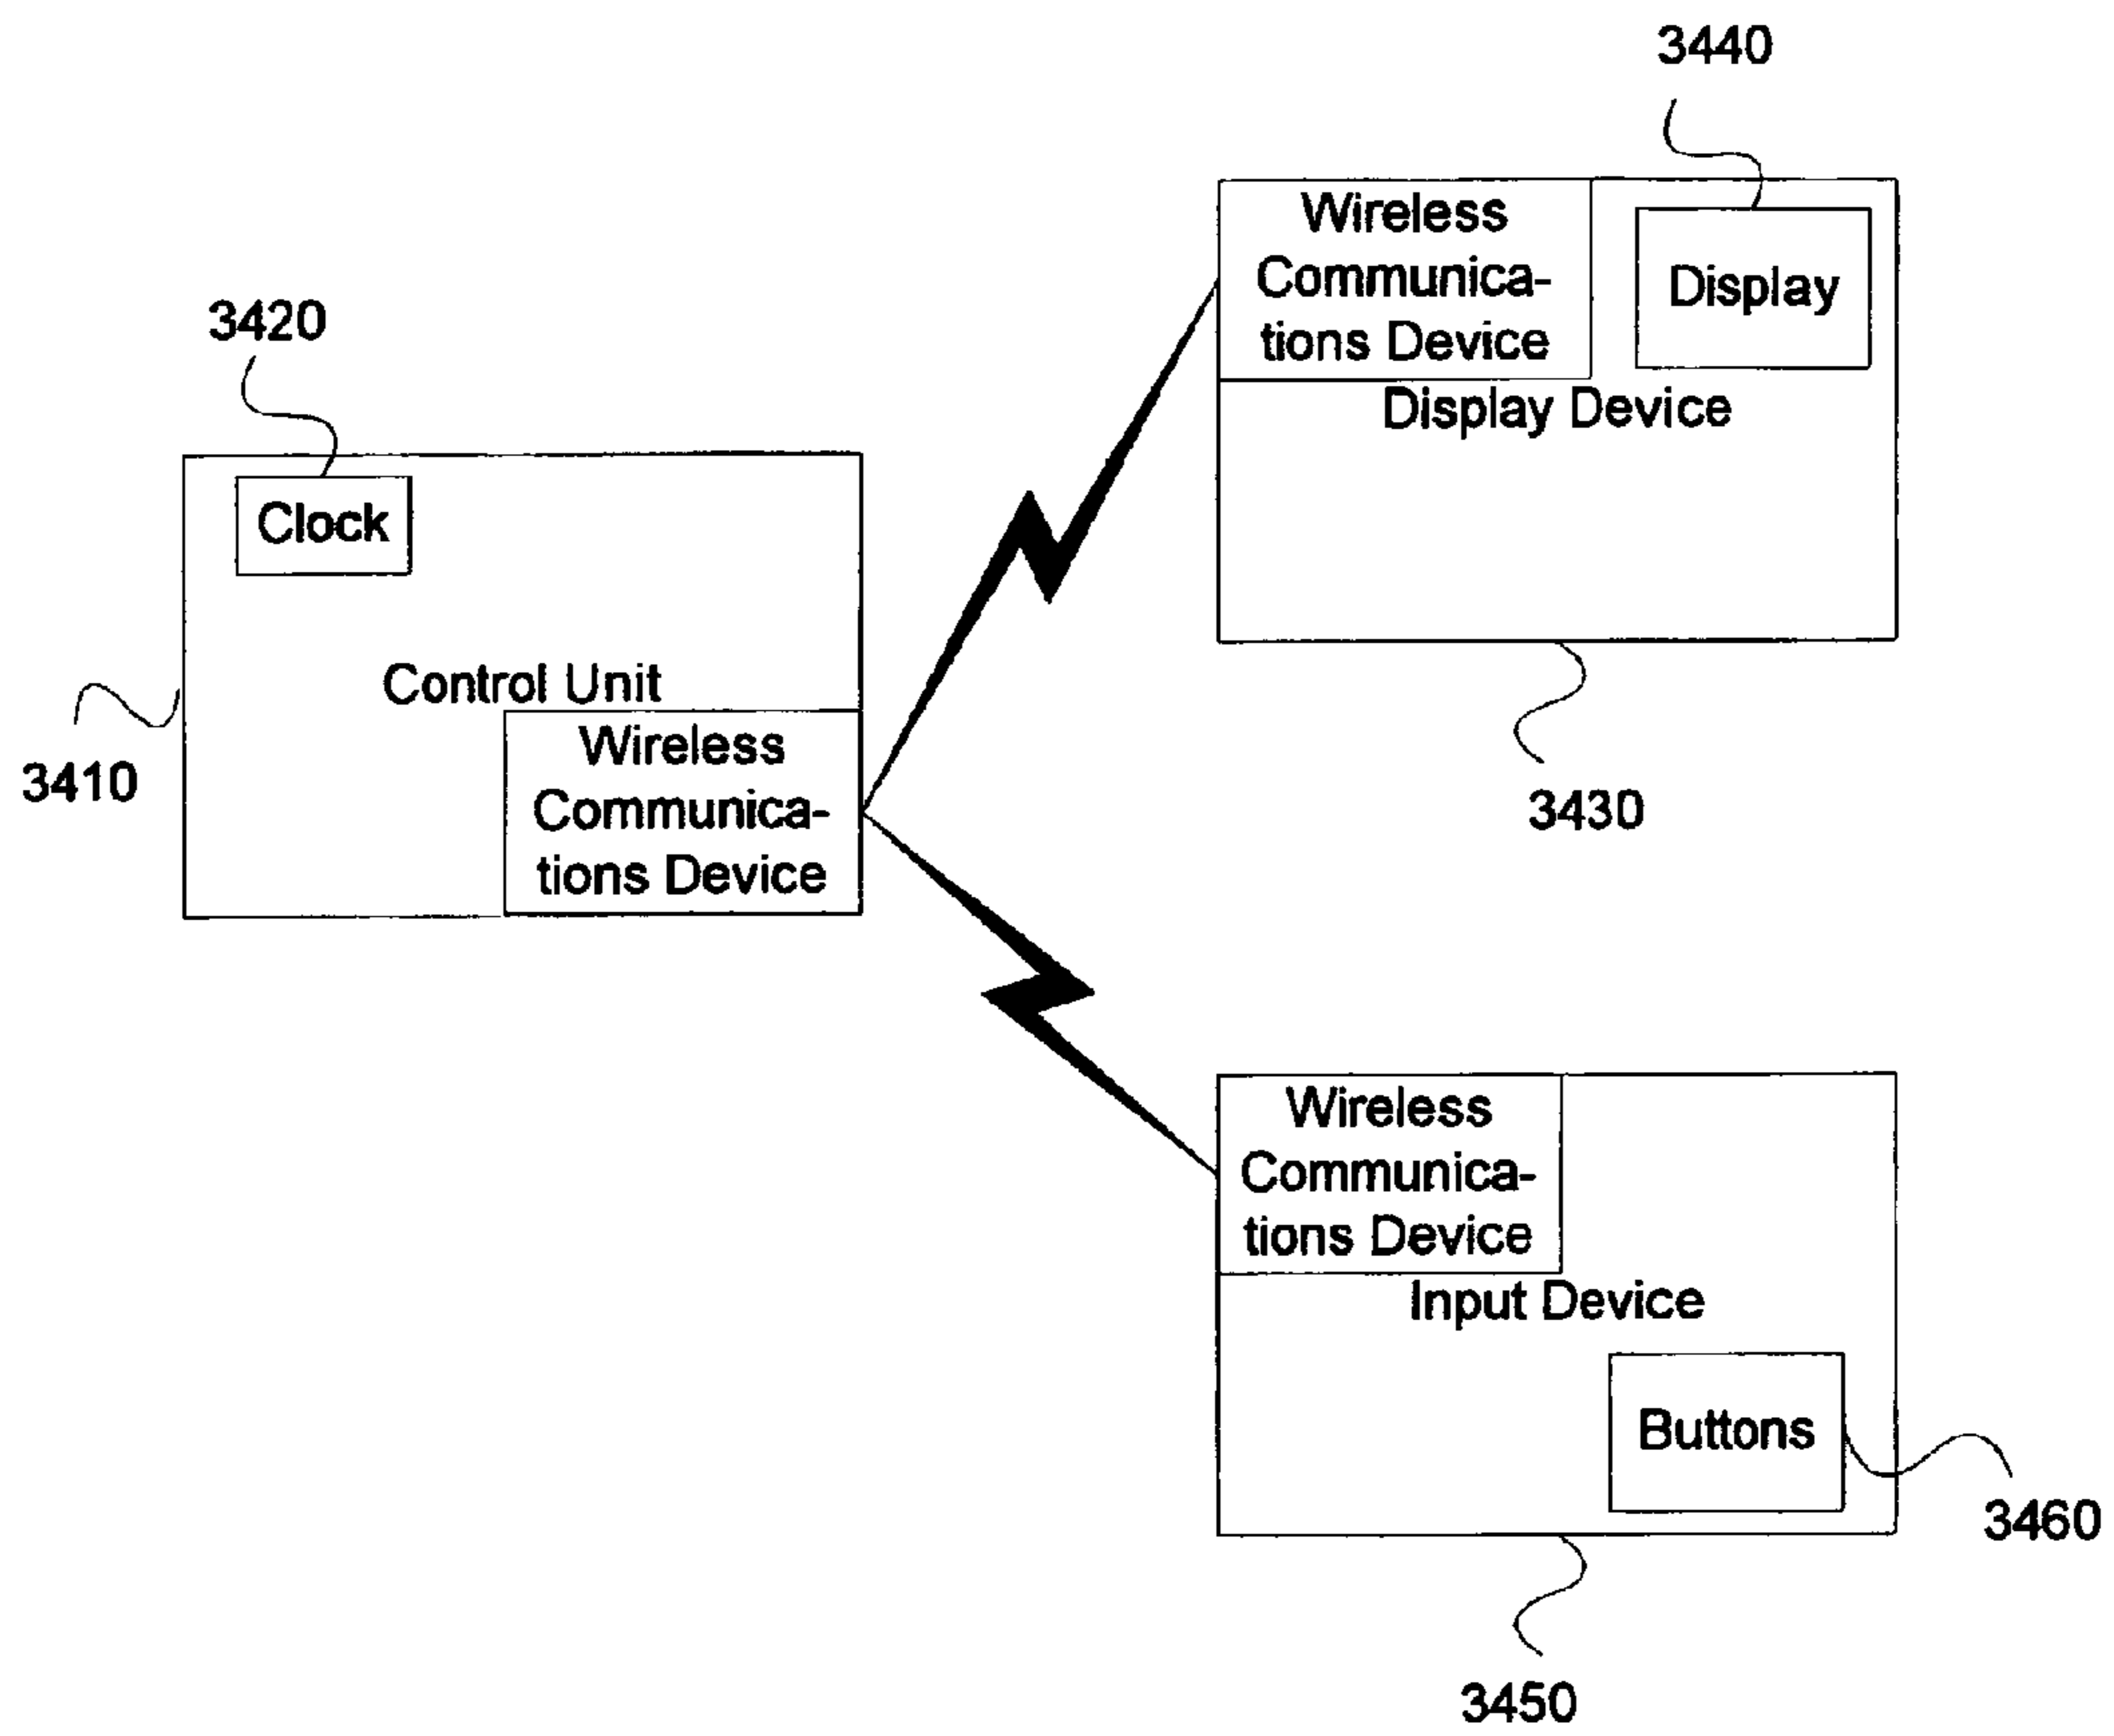 3440
Wireless
Communica-
tions Device
Display
Display Device
3430
3420
Clock
Control Unit
Wireless
Communica-
tions Device
3410
Wireless
Communica-
tions Device
Input Device
Buttons
3460
3450